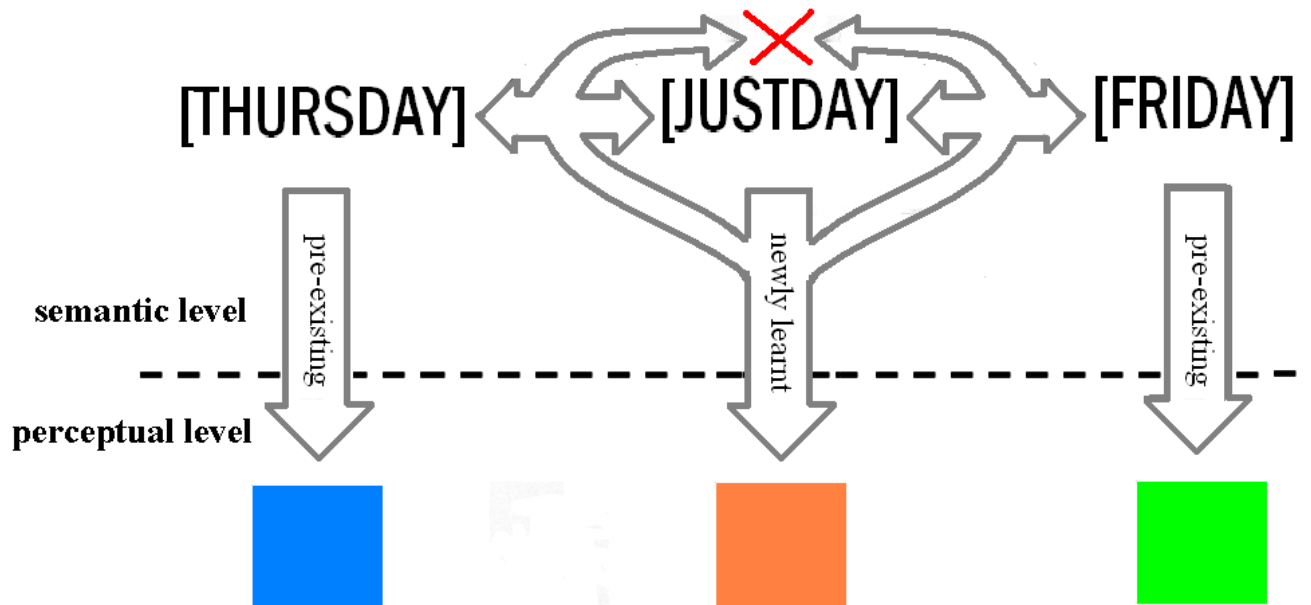 [THURSDAY]
[JUSTDAY]
[FRIDAY]
pre-existing
newly learnt
pre-existing
semantic level
perceptual level